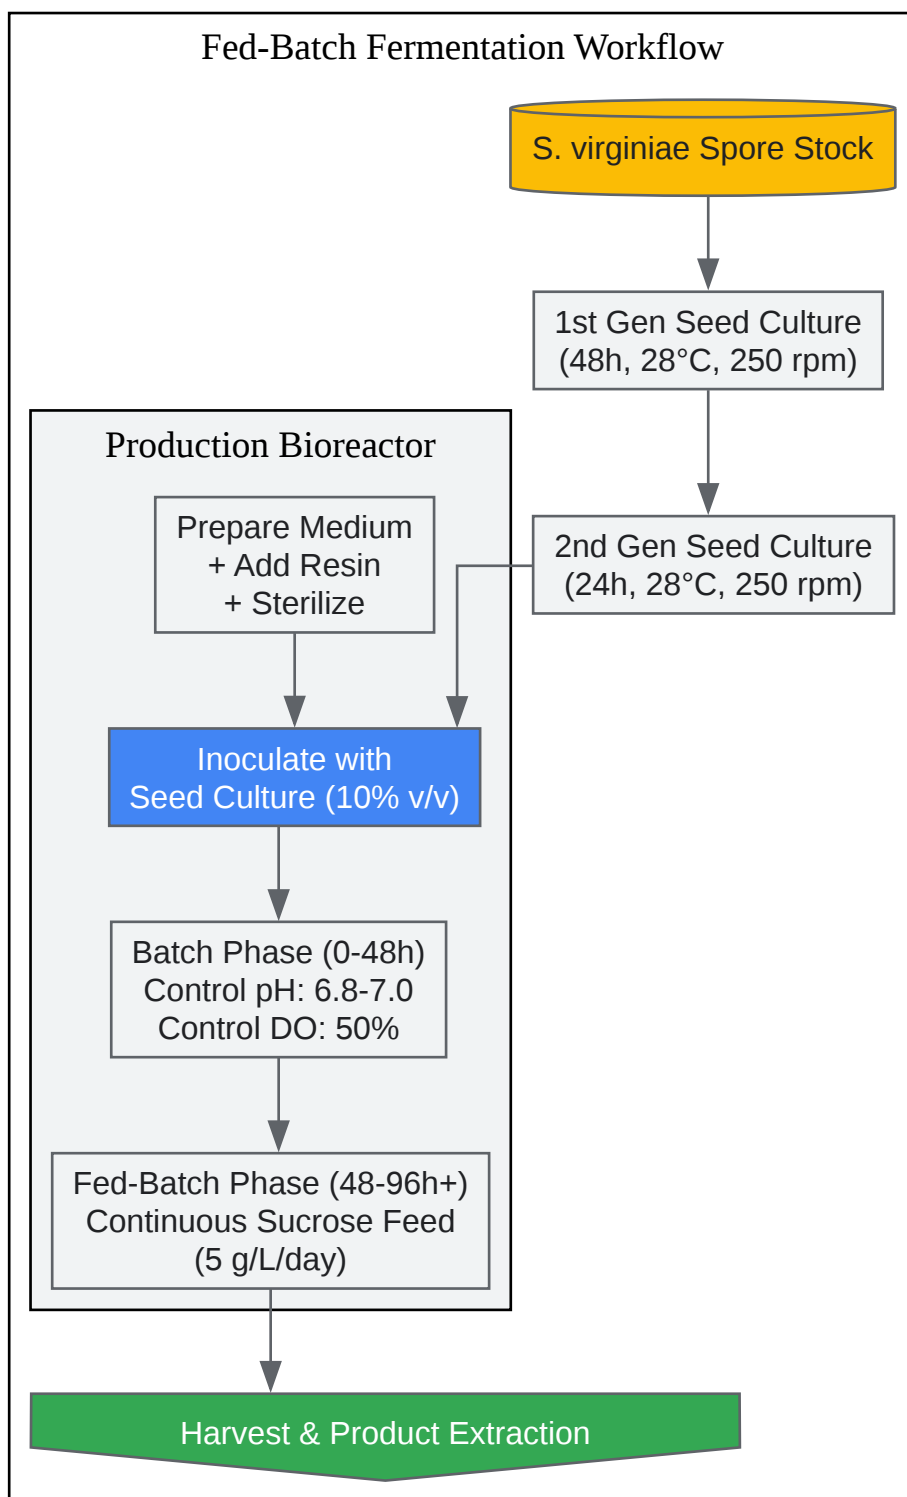 Fed-Batch Fermentation Workflow
S. virginiae Spore Stock
1st Gen Seed Culture
(48h, 28°C, 250 rpm)
2nd Gen Seed Culture
(24h, 28°C, 250 rpm)
Production Bioreactor
Prepare Medium
+ Add Resin
+ Sterilize
Inoculate with
Seed Culture (10% v/v)
Batch Phase (0-48h)
Control pH: 6.8-7.0
Control DO: 50%
Fed-Batch Phase (48-96h+)
Continuous Sucrose Feed
(5 g/L/day)
Harvest & Product Extraction